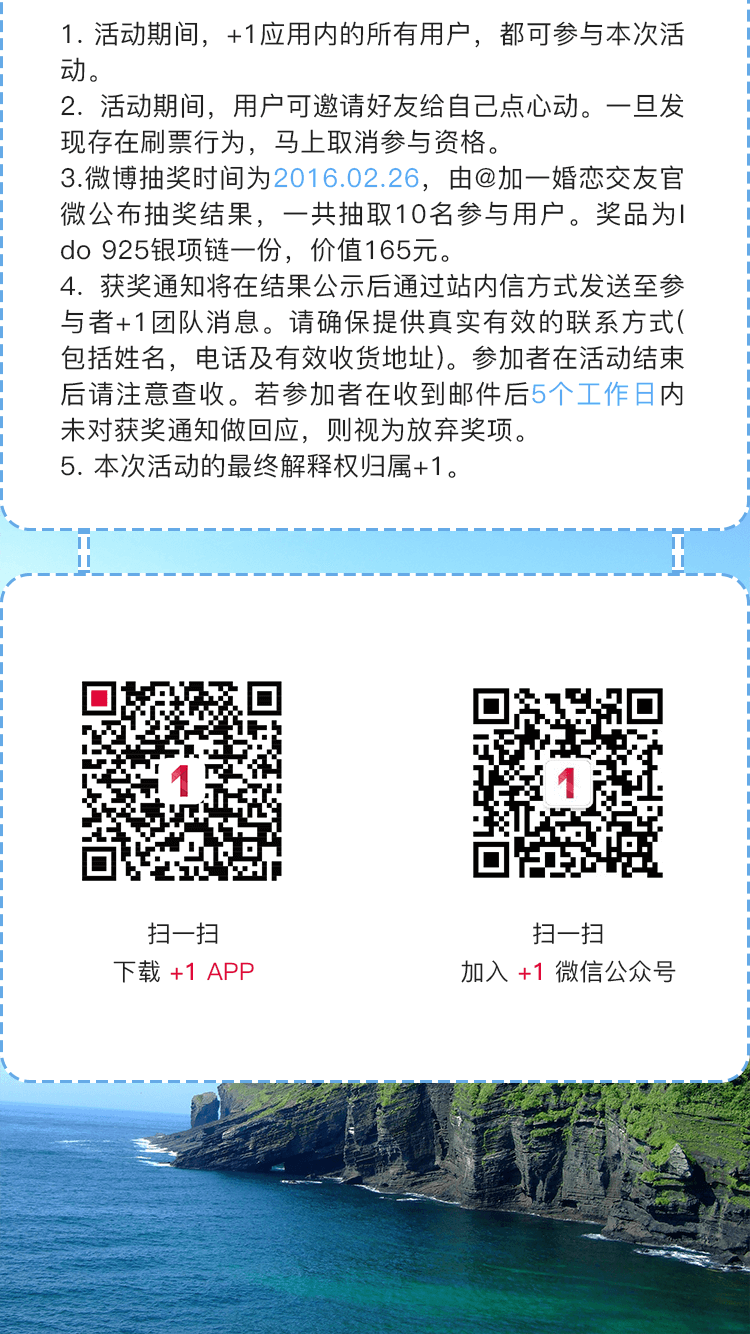 1. 活动期间，+1应用内的所有用户，都可参与本次活
动。
2. 活动期间，用户可邀请好友给自己点心动。一旦发
现存在刷票行为，马上取消参与资格。
3.微博抽奖时间为2016.02.26，由@加一婚恋交友官
微公布抽奖结果，一共抽取10名参与用户。奖品为I
do 925银项链一份，价值165元。
4. 获奖通知将在结果公示后通过站内信方式发送至参
与者+1团队消息。请确保提供真实有效的联系方式(
包括姓名，电话及有效收货地址)。参加者在活动结束
后请注意查收。若参加者在收到邮件后5个工作日内
未对获奖通知做回应，则视为放弃奖项。
5. 本次活动的最终解释权归属+1。
1
1
扫一扫
下载 +1 APP
扫一扫
加入 +1 微信公众号